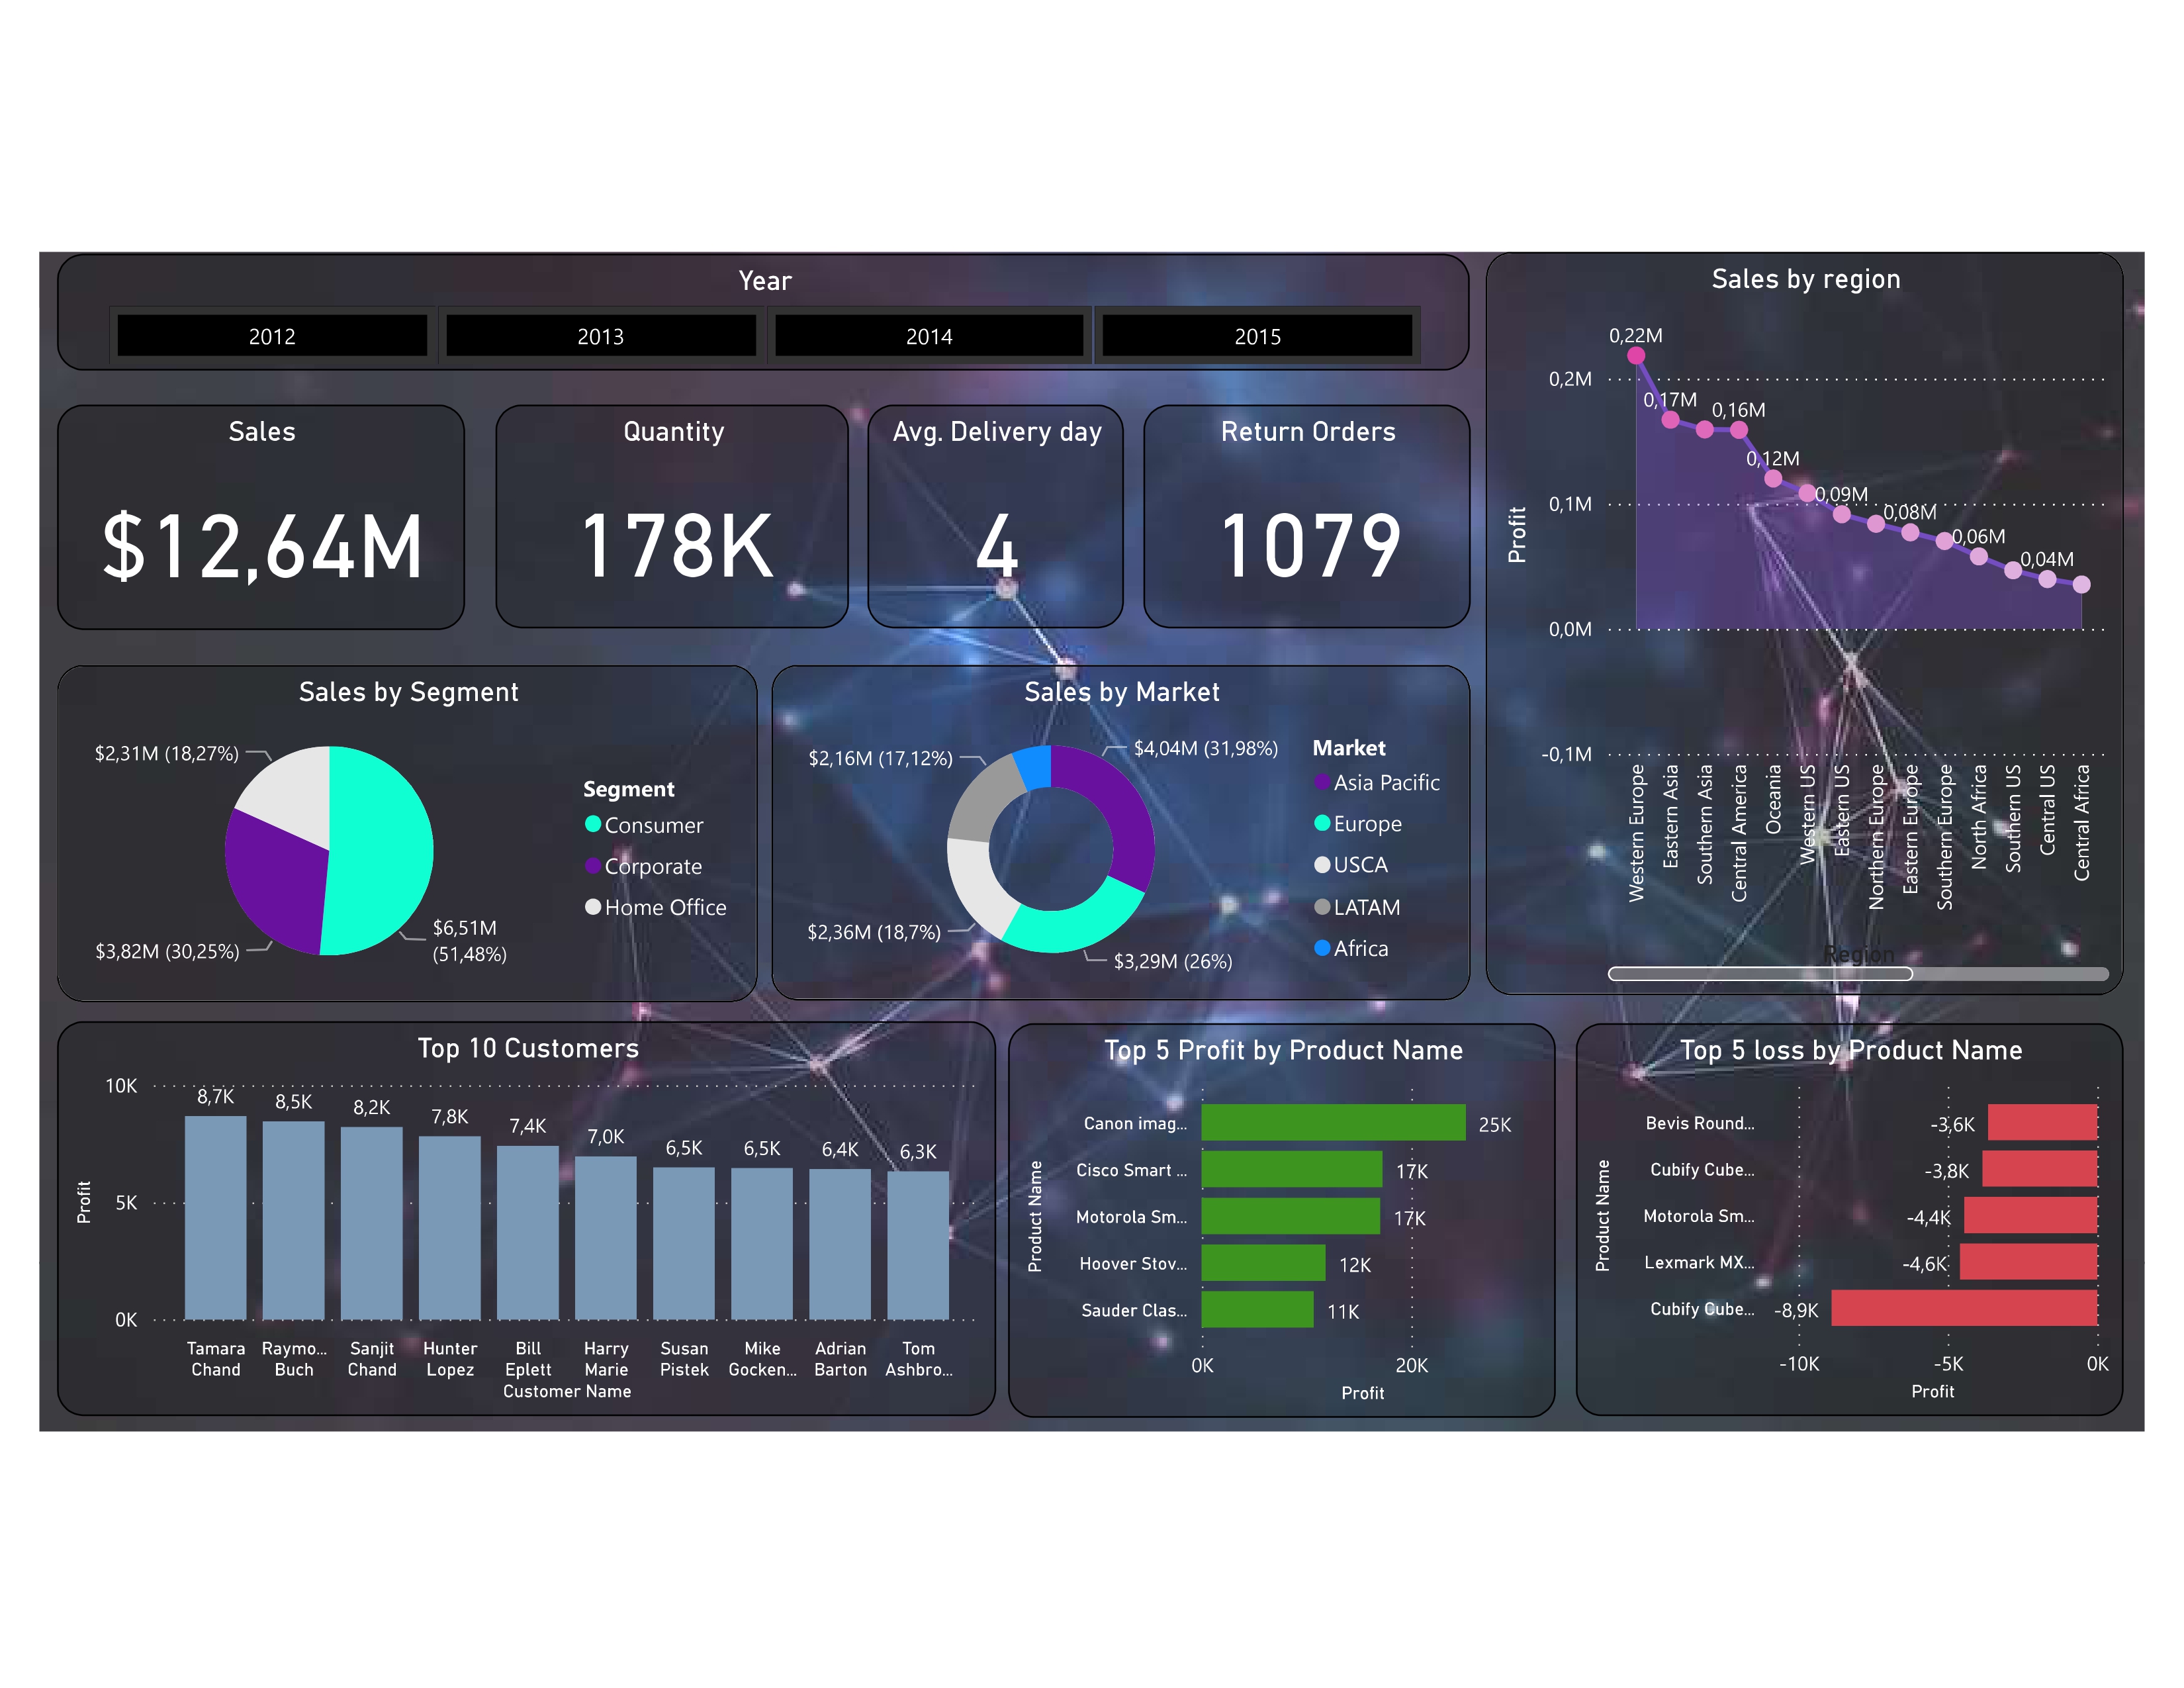 Year
2012
2013
2014
2015
Sales
$12,64M
Quantity
178K
Avg. Delivery day
4
Return Orders
1079
Sales by region
0,22M
0,17M
0,16M
0,12M
0,09M
0,08M
0,06M
0,04M
0,2M
0,1M
0,0M
-0,1M
Profit
Western Europe
Eastern Asia
Southern Asia
Central America
Oceania
Western US
Eastern US
Northern Europe
Eastern Europe
Southern Europe
North Africa
Southern US
Central US
Central Africa
Region
Sales by Segment
$2,31M (18,27%)
$3,82M (30,25%)
$6,51M
(51,48%)
Segment
Consumer
Corporate
Home Office
Sales by Market
$2,16M (17,12%)
$4,04M (31,98%)
$2,36M (18,7%)
$3,29M (26%)
Market
Asia Pacific
Europe
USCA
LATAM
Africa
Top 10 Customers
10K
5K
0K
Profit
8,7K
8,5K
8,2K
7,8K
7,4K
7,0K
6,5K
6,5K
6,4K
6,3K
Tamara
Chand
Raymo...
Buch
Sanjit
Chand
Hunter
Lopez
Bill
Eplett
Harry
Marie
Susan
Pistek
Mike
Gocken...
Adrian
Barton
Tom
Ashbro...
Customer Name
Top 5 Profit by Product Name
Product Name
Canon imag...
25K
Cisco Smart ...
17K
Motorola Sm...
17K
Hoover Stov...
12K
Sauder Clas...
11K
0K
20K
Profit
Top 5 loss by Product Name
Product Name
Bevis Round...
-3,6K
Cubify Cube...
-3,8K
Motorola Sm...
-4,4K
Lexmark MX...
-4,6K
Cubify Cube...
-8,9K
-10K
-5K
0K
Profit